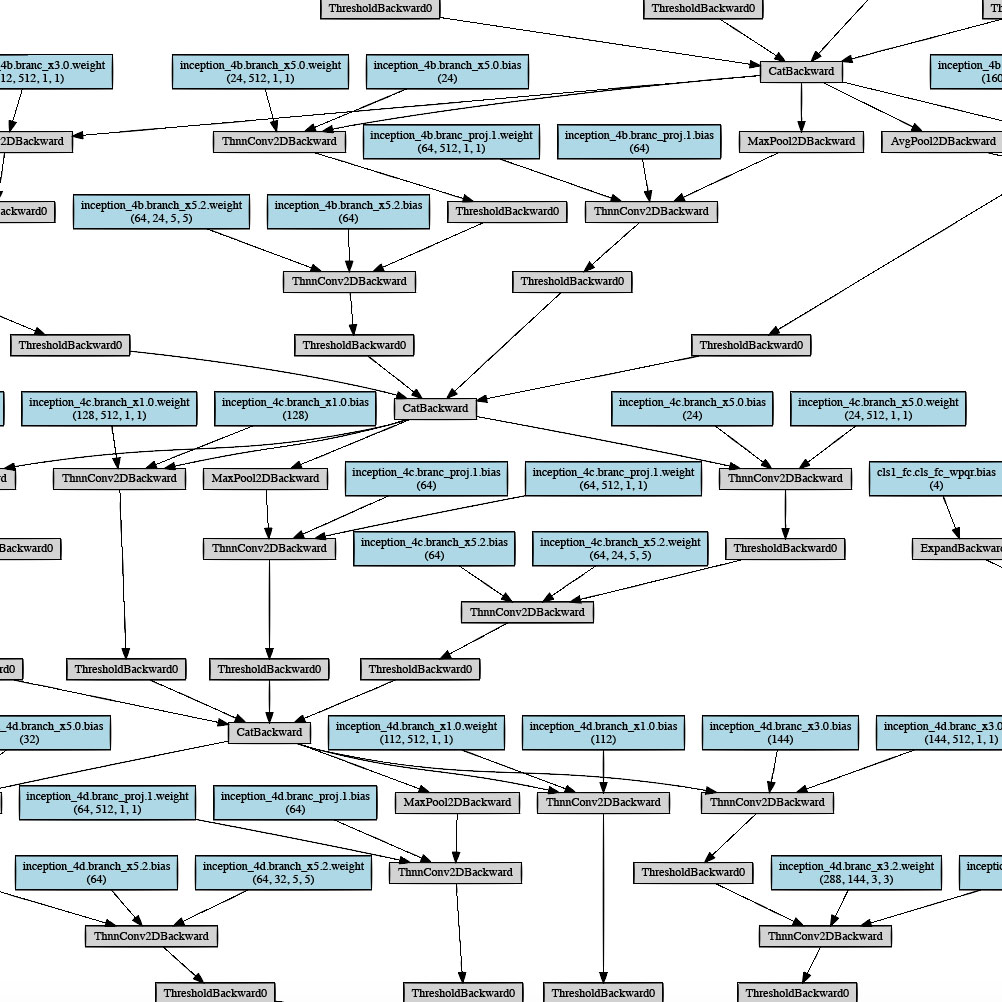 ThresholdBackward0
ThresholdBackward0
CatBackward
4b.branc_x3.0.weight
12, 512, 1, 1)
inception_4b.branch_x5.0.weight
(24, 512, 1, 1)
inception_4b.branch_x5.0.bias
(24)
inception_4b
(160
2DBackward
ThnnConv2DBackward
inception_4b.branc_proj.1.weight
(64, 512, 1, 1)
inception_4b.branc_proj.1.bias
(64)
MaxPool2DBackward
AvgPool2DBackward
ackward0
inception_4b.branch_x5.2.weight
(64, 24, 5, 5)
inception_4b.branch_x5.2.bias
(64)
ThresholdBackward0
ThnnConv2DBackward
ThnnConv2DBackward
ThresholdBackward0
ThresholdBackward0
ThresholdBackward0
ThresholdBackward0
inception_4c.branch_x1.0.weight
(128, 512, 1, 1)
inception_4c.branch_x1.0.bias
(128)
CatBackward
inception_4c.branch_x5.0.bias
(24)
inception_4c.branch_x5.0.weight
(24, 512, 1, 1)
rd
ThnnConv2DBackward
MaxPool2DBackward
inception_4c.branc_proj.1.bias
(64)
inception_4c.branc_proj.1.weight
(64, 512, 1, 1)
ThnnConv2DBackward
cls1_fc.cls_fc_wpqr.bias
(4)
Backward0
ThnnConv2DBackward
inception_4c.branch_x5.2.bias
(64)
inception_4c.branch_x5.2.weight
(64, 24, 5, 5)
ThresholdBackward0
ExpandBackward
ThnnConv2DBackward
rd0
ThresholdBackward0
ThresholdBackward0
ThresholdBackward0
_4d.branch_x5.0.bias
(32)
CatBackward
inception_4d.branch_x1.0.weight
(112, 512, 1, 1)
inception_4d.branch_x1.0.bias
(112)
inception_4d.branc_x3.0.bias
(144)
inception_4d.branc_x3.0
(144, 512, 1, 1)
inception_4d.branc_proj.1.weight
(64, 512, 1, 1)
inception_4d.branc_proj.1.bias
(64)
MaxPool2DBackward
ThnnConv2DBackward
ThnnConv2DBackward
inception_4d.branch_x5.2.bias
(64)
inception_4d.branch_x5.2.weight
(64, 32, 5, 5)
ThnnConv2DBackward
ThresholdBackward0
inception_4d.branc_x3.2.weight
(288, 144, 3, 3)
ThnnConv2DBackward
ThnnConv2DBackward
ThresholdBackward0
ThresholdBackward0
ThresholdBackward0
ThresholdBackward0